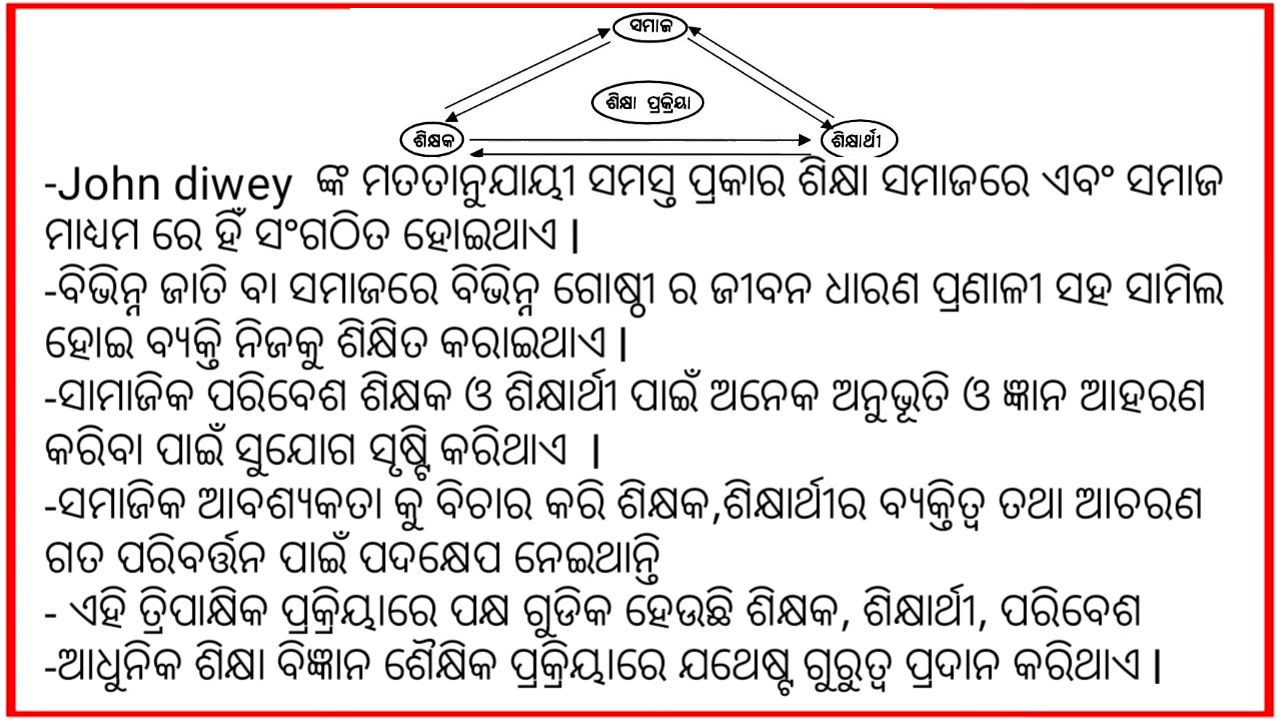 ସମାଜ
ଶିକ୍ଷା ପ୍ରକ୍ରିୟା
ଶିକ୍ଷକ
ଶିକ୍ଷାର୍ଥୀ
-John diwey ଙ୍କ ମତତାନୁଯାୟୀ ସମସ୍ତ ପ୍ରକାର ଶିକ୍ଷା ସମାଜରେ ଏବଂ ସମାଜ
ମାଧ୍ୟମ ରେ ହିଁ ସଂଗଠିତ ହୋଇଥାଏ |
-ବିଭିନ୍ନ ଜାତି ବା ସମାଜରେ ବିଭିନ୍ନ ଗୋଷ୍ଠୀ ର ଜୀବନ ଧାରଣ ପ୍ରଣାଳୀ ସହ ସାମିଲ
ହୋଇ ବ୍ୟକ୍ତି ନିଜକୁ ଶିକ୍ଷିତ କରାଇଥାଏ |
-ସାମାଜିକ ପରିବେଶ ଶିକ୍ଷକ ଓ ଶିକ୍ଷାର୍ଥୀ ପାଇଁ ଅନେକ ଅନୁଭୂତି ଓ ଜ୍ଞାନ ଆହରଣ
କରିବା ପାଇଁ ସୁଯୋଗ ସୃଷ୍ଟି କରିଥାଏ |
-ସମାଜିକ ଆବଶ୍ୟକତା କୁ ବିଚାର କରି ଶିକ୍ଷକ,ଶିକ୍ଷାର୍ଥୀର ବ୍ୟକ୍ତିତ୍ୱ ତଥା ଆଚରଣ
ଗତ ପରିବର୍ତ୍ତନ ପାଇଁ ପଦକ୍ଷେପ ନେଇଥାନ୍ତି
- ଏହି ତ୍ରିପାକ୍ଷିକ ପ୍ରକ୍ରିୟାରେ ପକ୍ଷ ଗୁଡିକ ହେଉଛି ଶିକ୍ଷକ, ଶିକ୍ଷାର୍ଥୀ, ପରିବେଶ
-ଆଧୁନିକ ଶିକ୍ଷା ବିଜ୍ଞାନ ଶୈକ୍ଷିକ ପ୍ରକ୍ରିୟାରେ ଯଥେଷ୍ଟ ଗୁରୁତ୍ୱ ପ୍ରଦାନ କରିଥାଏ |